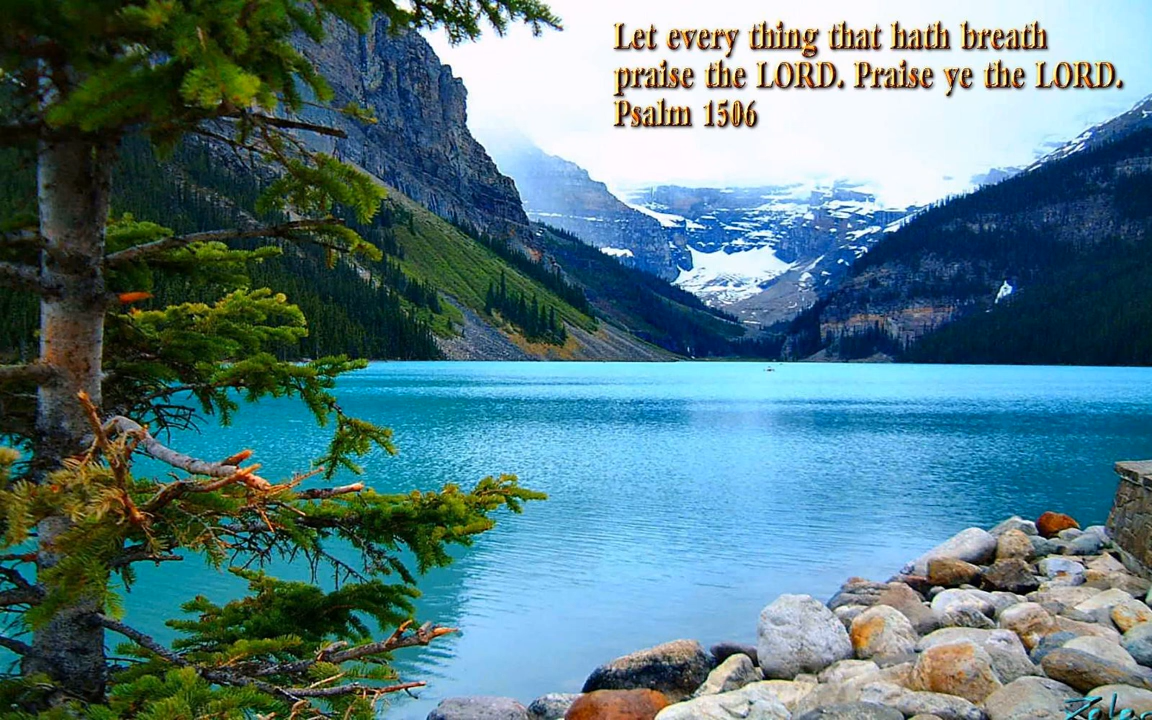 Let every thing that hath breath
praise the LORD. Praise ye the LORD.
Psalm 1506